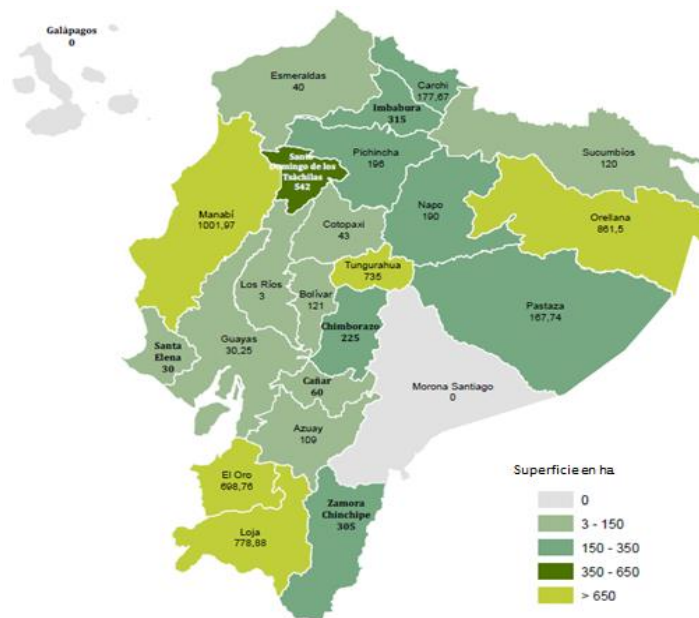 Galápagos
0
Esmeraldas
40
Carchi
177,67
Imbabura
315
Sucumbíos
120
Pichincha
196
Santo
Domingo de los
Tsáchilas
542
Napo
190
Orellana
861,5
Manabí
1001,97
Cotopaxi
43
Tungurahua
735
Los Ríos
3
Bolívar
121
Pastaza
167,74
Chimborazo
225
Guayas
30,25
Santa
Elena
30
Cañar
60
Morona Santiago
0
Azuay
109
El Oro
698,76
Zamora
Chinchipe
305
Loja
778,88
Superficie en ha
0
3 - 150
150 - 350
350 - 650
> 650